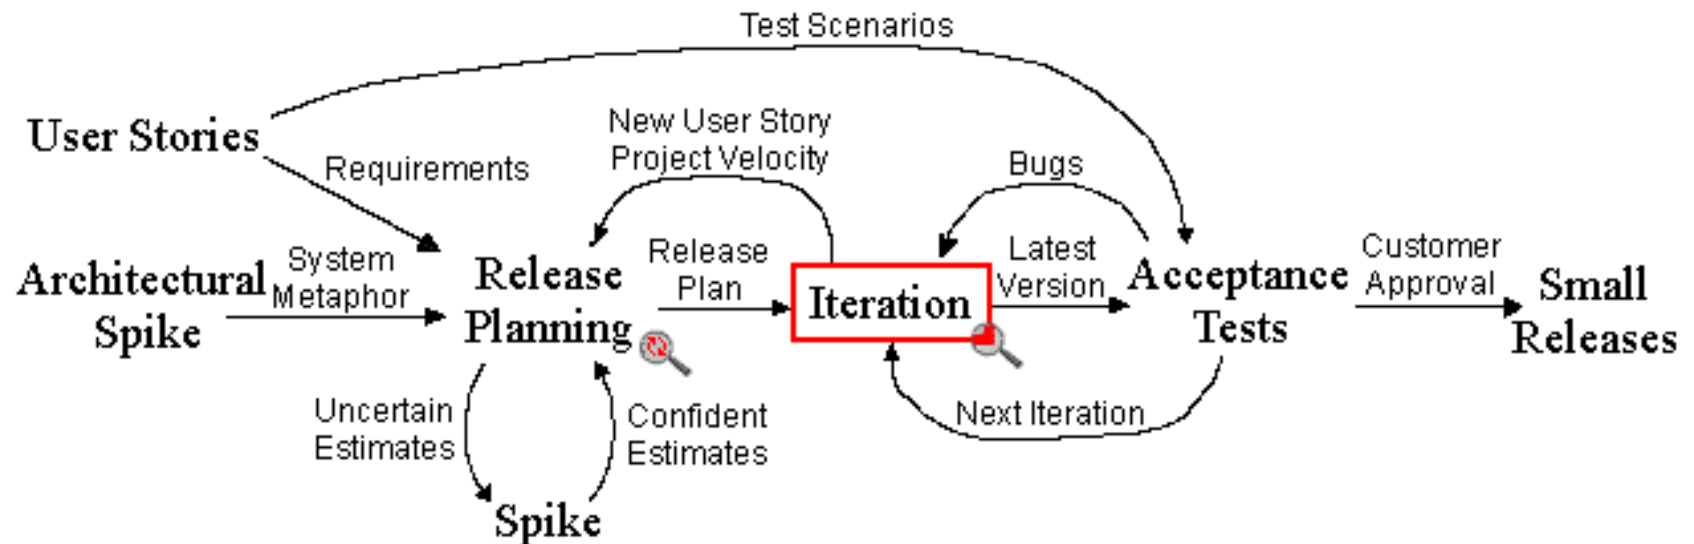 Test Scenarios
User Stories
Requirements
New User Story
Project Velocity
Bugs
Architectural
Spike
System
Metaphor
Release
Planning
Release
Plan
Iteration
Latest
Version
Acceptance
Tests
Customer
Approval
Small
Releases
Uncertain
Estimates
Confident
Estimates
Next Iteration
Spike